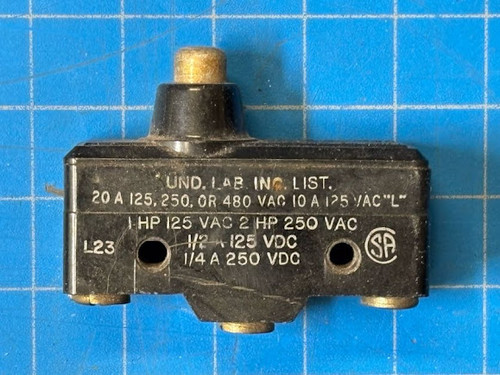 UND. LAB. INC. LIST.
20 A 125, 250, OR 480 VAC 10 A 125 VAC "L"
1 HP 125 VAC 2 HP 250 VAC
L23
1/2 A 125 VDC
1/4 A 250 VDC
SA